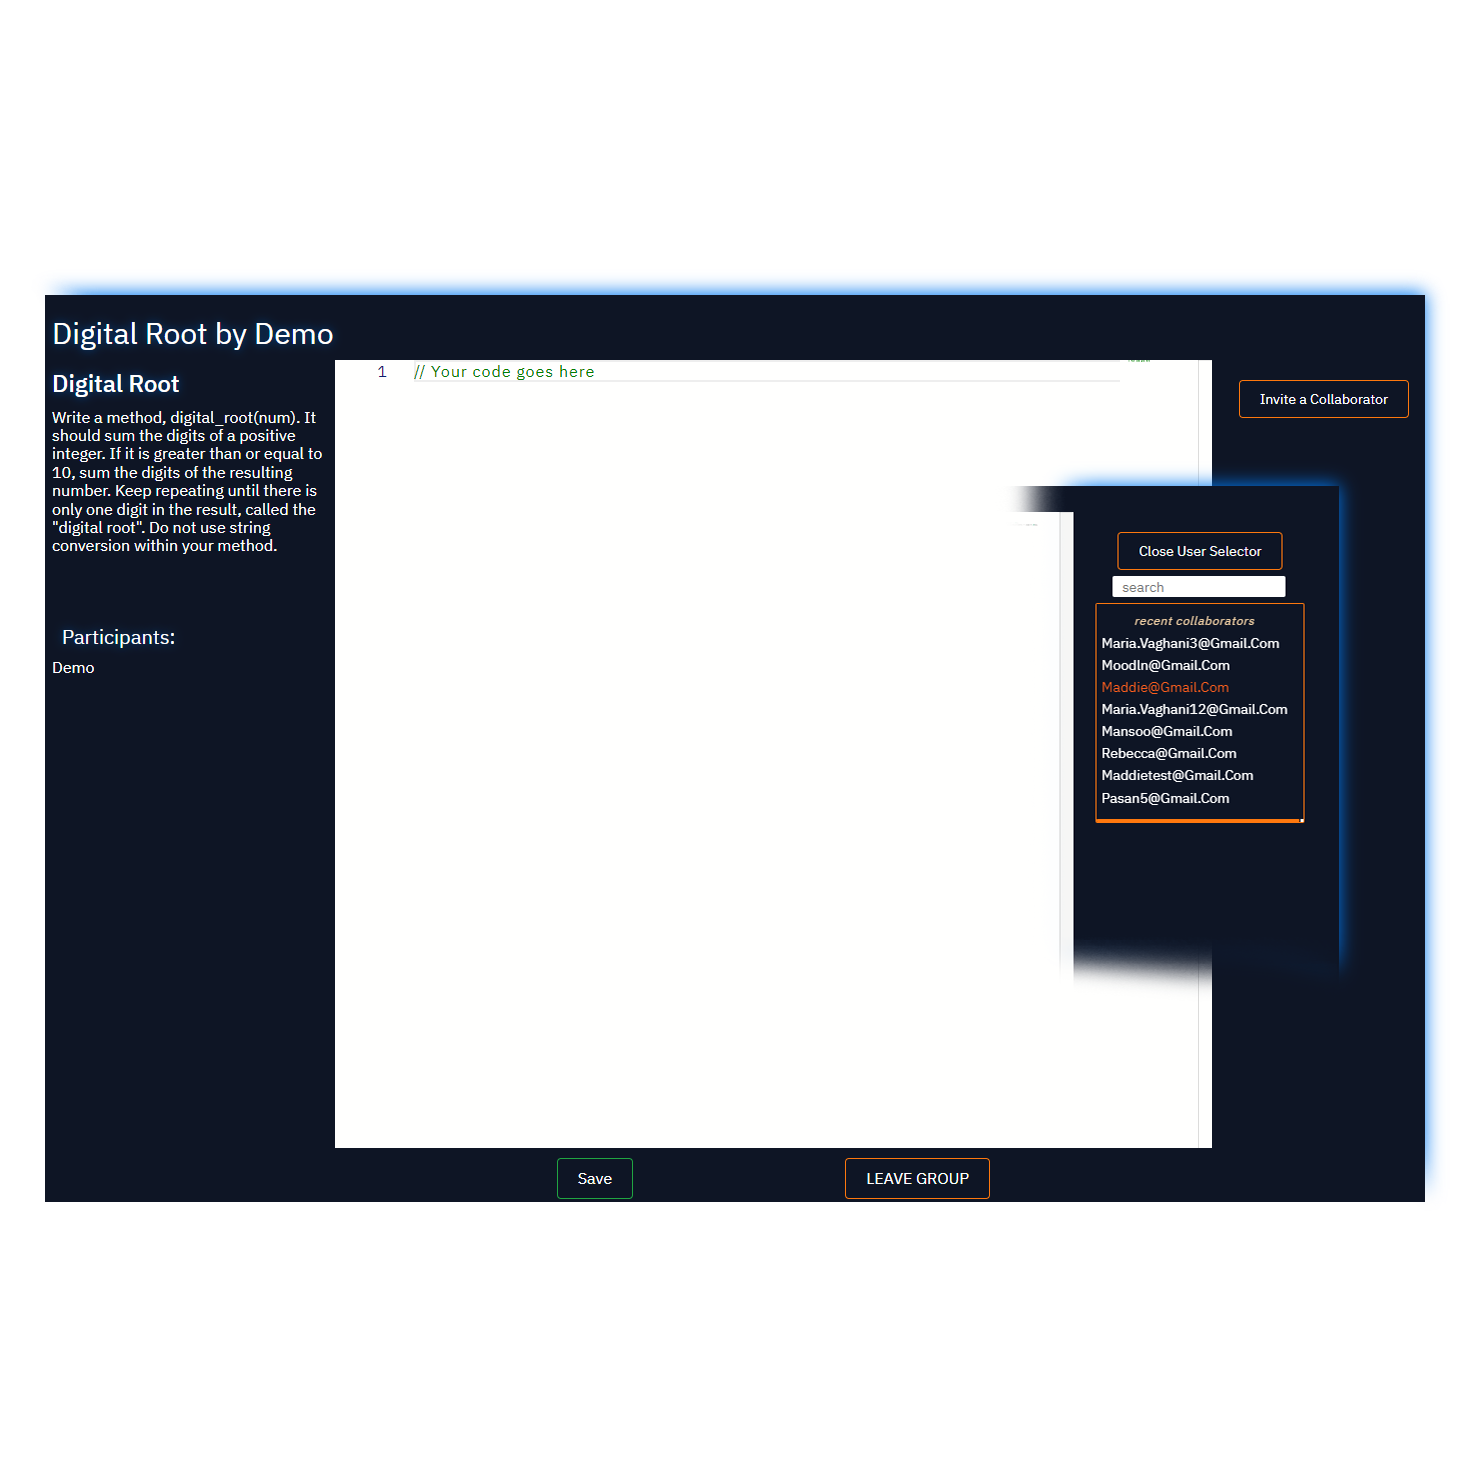 Digital Root by Demo
Digital Root
Write a method, digital_root(num). It
should sum the digits of a positive
integer. If it is greater than or equal to
10, sum the digits of the resulting
number. Keep repeating until there is
only one digit in the result, called the
"digital root". Do not use string
conversion within your method.
Participants:
Demo
1 // Your code goes here
Invite a Collaborator
Close User Selector
search
recent collaborators
Maria.Vaghani3@Gmail.Com
Moodln@Gmail.Com
Maddie@Gmail.Com
Maria.Vaghani12@Gmail.Com
Mansoo@Gmail.Com
Rebecca@Gmail.Com
Maddietest@Gmail.Com
Pasan5@Gmail.Com
Save
LEAVE GROUP